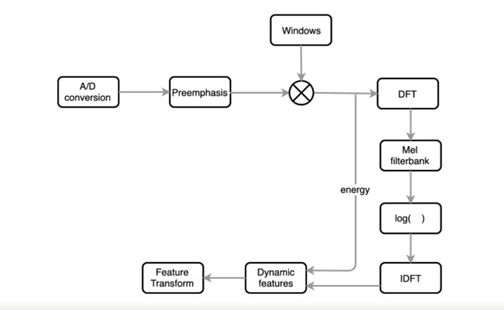 Windows
A/D
conversion
Preemphasis
DFT
Mel
filterbank
energy
log( )
Feature
Transform
Dynamic
features
IDFT